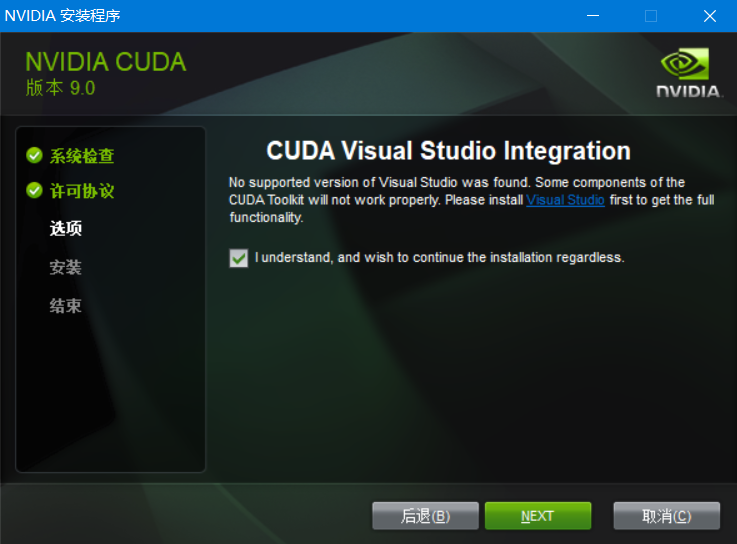 NVIDIA 安装程序
NVIDIA CUDA
版本 9.0
NVIDIA.
系统检查
许可协议
选项
安装
结束
CUDA Visual Studio Integration
No supported version of Visual Studio was found. Some components of the
CUDA Toolkit will not work properly. Please install Visual Studio first to get the full
functionality.
I understand, and wish to continue the installation regardless.
后退(B)
NEXT
取消(C)